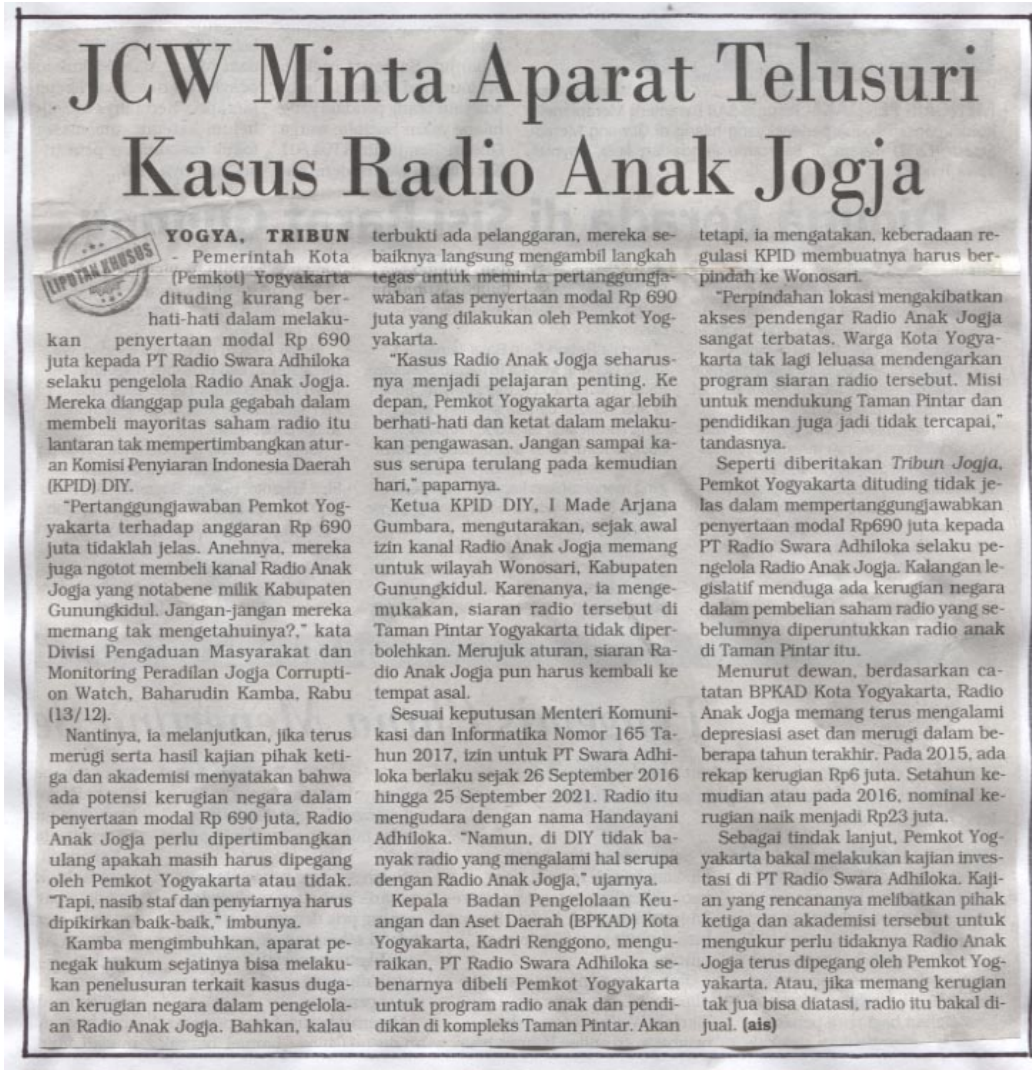 JCW Minta Aparat Telusuri
Kasus Radio Anak Jogja
LIPUTAN KHUSUS
YOGYA, TRIBUN
- Pemerintah Kota
(Pemkot) Yogyakarta
dituding kurang ber-
hati-hati dalam melaku-
kan penyertaan modal Rp 690
juta kepada PT Radio Swara Adhiloka
selaku pengelola Radio Anak Jogja.
Mereka dianggap pula gegabah dalam
membeli mayoritas saham radio itu
lantaran tak mempertimbangkan atur-
an Komisi Penyiaran Indonesia Daerah
(KPID) DIY.
"Pertanggungjawaban Pemkot Yog-
yakarta terhadap anggaran Rp 690
juta tidaklah jelas. Anehnya, mereka
juga ngotot membeli kanal Radio Anak
Jogja yang notabene milik Kabupaten
Gunungkidul. Jangan-jangan mereka
memang tak mengetahuinya?," kata
Divisi Pengaduan Masyarakat dan
Monitoring Peradilan Jogja Corrupti-
on Watch, Baharudin Kamba, Rabu
(13/12).
Nantinya, ia melanjutkan, jika terus
merugi serta hasil kajian pihak keti-
ga dan akademisi menyatakan bahwa
ada potensi kerugian negara dalam
penyertaan modal Rp 690 juta, Radio
Anak Jogja perlu dipertimbangkan
ulang apakah masih harus dipegang
oleh Pemkot Yogyakarta atau tidak.
"Tapi, nasib staf dan penyiarnya harus
dipikirkan baik-baik," imbunya.
Kamba mengimbuhkan, aparat pe-
negak hukum sejatinya bisa melaku-
kan penelusuran terkait kasus duga-
an kerugian negara dalam pengelola-
an Radio Anak Jogja. Bahkan, kalau
terbukti ada pelanggaran, mereka se-
baiknya langsung mengambil langkah
tegas untuk meminta pertanggungja-
waban atas penyertaan modal Rp 690
juta yang dilakukan oleh Pemkot Yog-
yakarta.
"Kasus Radio Anak Jogja seharus-
nya menjadi pelajaran penting. Ke
depan, Pemkot Yogyakarta agar lebih
berhati-hati dan ketat dalam melaku-
kan pengawasan. Jangan sampai ka-
sus serupa terulang pada kemudian
hari," paparnya.
Ketua KPID DIY, I Made Arjana
Gumbara, mengutarakan, sejak awal
izin kanal Radio Anak Jogja memang
untuk wilayah Wonosari, Kabupaten
Gunungkidul. Karenanya, ia menge-
mukakan, siaran radio tersebut di
Taman Pintar Yogyakarta tidak diper-
bolehkan. Merujuk aturan, siaran Ra-
dio Anak Jogja pun harus kembali ke
tempat asal.
Sesuai keputusan Menteri Komuni-
kasi dan Informatika Nomor 165 Ta-
hun 2017, izin untuk PT Swara Adhi-
loka berlaku sejak 26 September 2016
hingga 25 September 2021. Radio itu
mengudara dengan nama Handayani
Adhiloka. "Namun, di DIY tidak ba-
nyak radio yang mengalami hal serupa
dengan Radio Anak Jogja," ujarnya.
Kepala Badan Pengelolaan Keu-
angan dan Aset Daerah (BPKAD) Kota
Yogyakarta, Kadri Renggono, mengu-
raikan, PT Radio Swara Adhiloka se-
benarnya dibeli Pemkot Yogyakarta
untuk program radio anak dan pendi-
dikan di kompleks Taman Pintar. Akan
tetapi, ia mengatakan, keberadaan re-
gulasi KPID membuatnya harus ber-
pindah ke Wonosari.
"Perpindahan lokasi mengakibatkan
akses pendengar Radio Anak Jogja
sangat terbatas. Warga Kota Yogya-
karta tak lagi leluasa mendengarkan
program siaran radio tersebut. Misi
untuk mendukung Taman Pintar dan
pendidikan juga jadi tidak tercapai,"
tandasnya.
Seperti diberitakan Tribun Jogja,
Pemkot Yogyakarta dituding tidak je-
las dalam mempertanggungjawabkan
penyertaan modal Rp690 juta kepada
PT Radio Swara Adhiloka selaku pe-
ngelola Radio Anak Jogja. Kalangan le-
gislatif menduga ada kerugian negara
dalam pembelian saham radio yang se-
belumnya diperuntukkan radio anak
di Taman Pintar itu.
Menurut dewan, berdasarkan ca-
tatan BPKAD Kota Yogyakarta, Radio
Anak Jogja memang terus mengalami
depresiasi aset dan merugi dalam be-
berapa tahun terakhir. Pada 2015, ada
rekap kerugian Rp6 juta. Setahun ke-
mudian atau pada 2016, nominal ke-
rugian naik menjadi Rp23 juta.
Sebagai tindak lanjut, Pemkot Yog-
yakarta bakal melakukan kajian inves-
tasi di PT Radio Swara Adhiloka. Kaji-
an yang rencananya melibatkan pihak
ketiga dan akademisi tersebut untuk
mengukur perlu tidaknya Radio Anak
Jogja terus dipegang oleh Pemkot Yog-
yakarta. Atau, jika memang kerugian
tak jua bisa diatasi, radio itu bakal di-
jual. (ais)